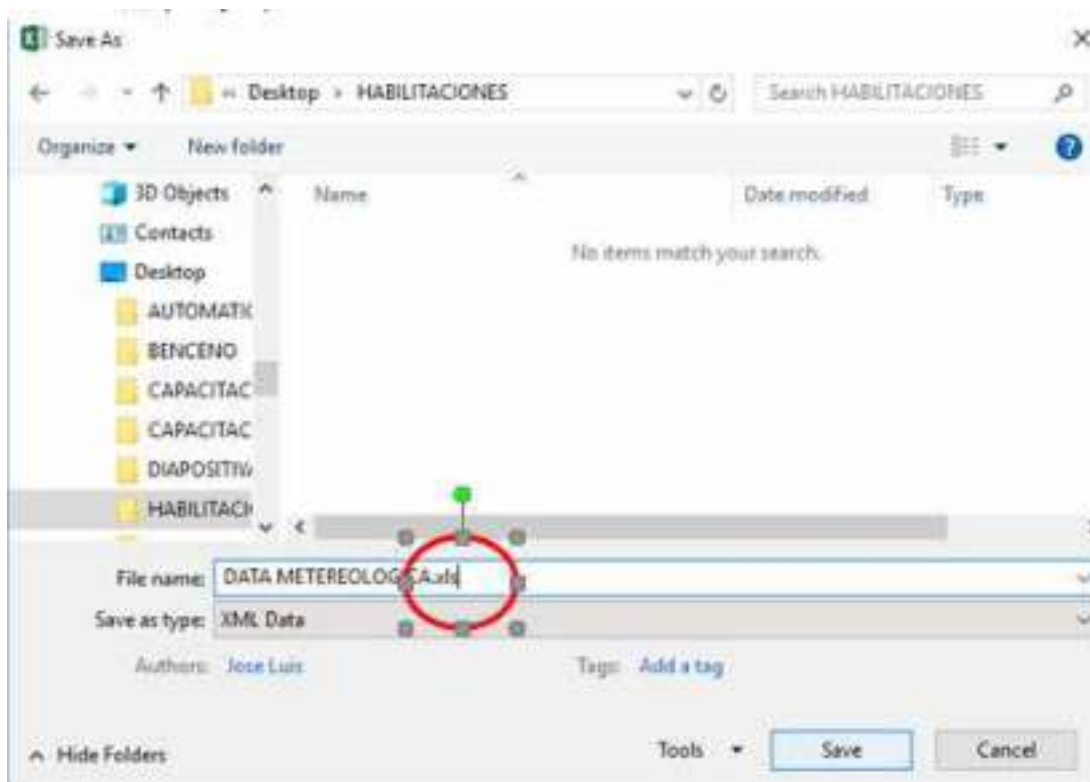 Save As
« Desktop › HABILITACIONES
Search HABILITACIONES
Organize
New folder
3D Objects
Name
Date modified
Type
Contacts
No items match your search.
Desktop
AUTOMATIC
BENCENO
CAPACITAC
CAPACITAC
DIAPOSITIV
HABILITACI
File name: DATA METEREOLOGICA.xls
Save as type: XML Data
Authors: Jose Luis
Tags: Add a tag
Hide Folders
Tools
Save
Cancel